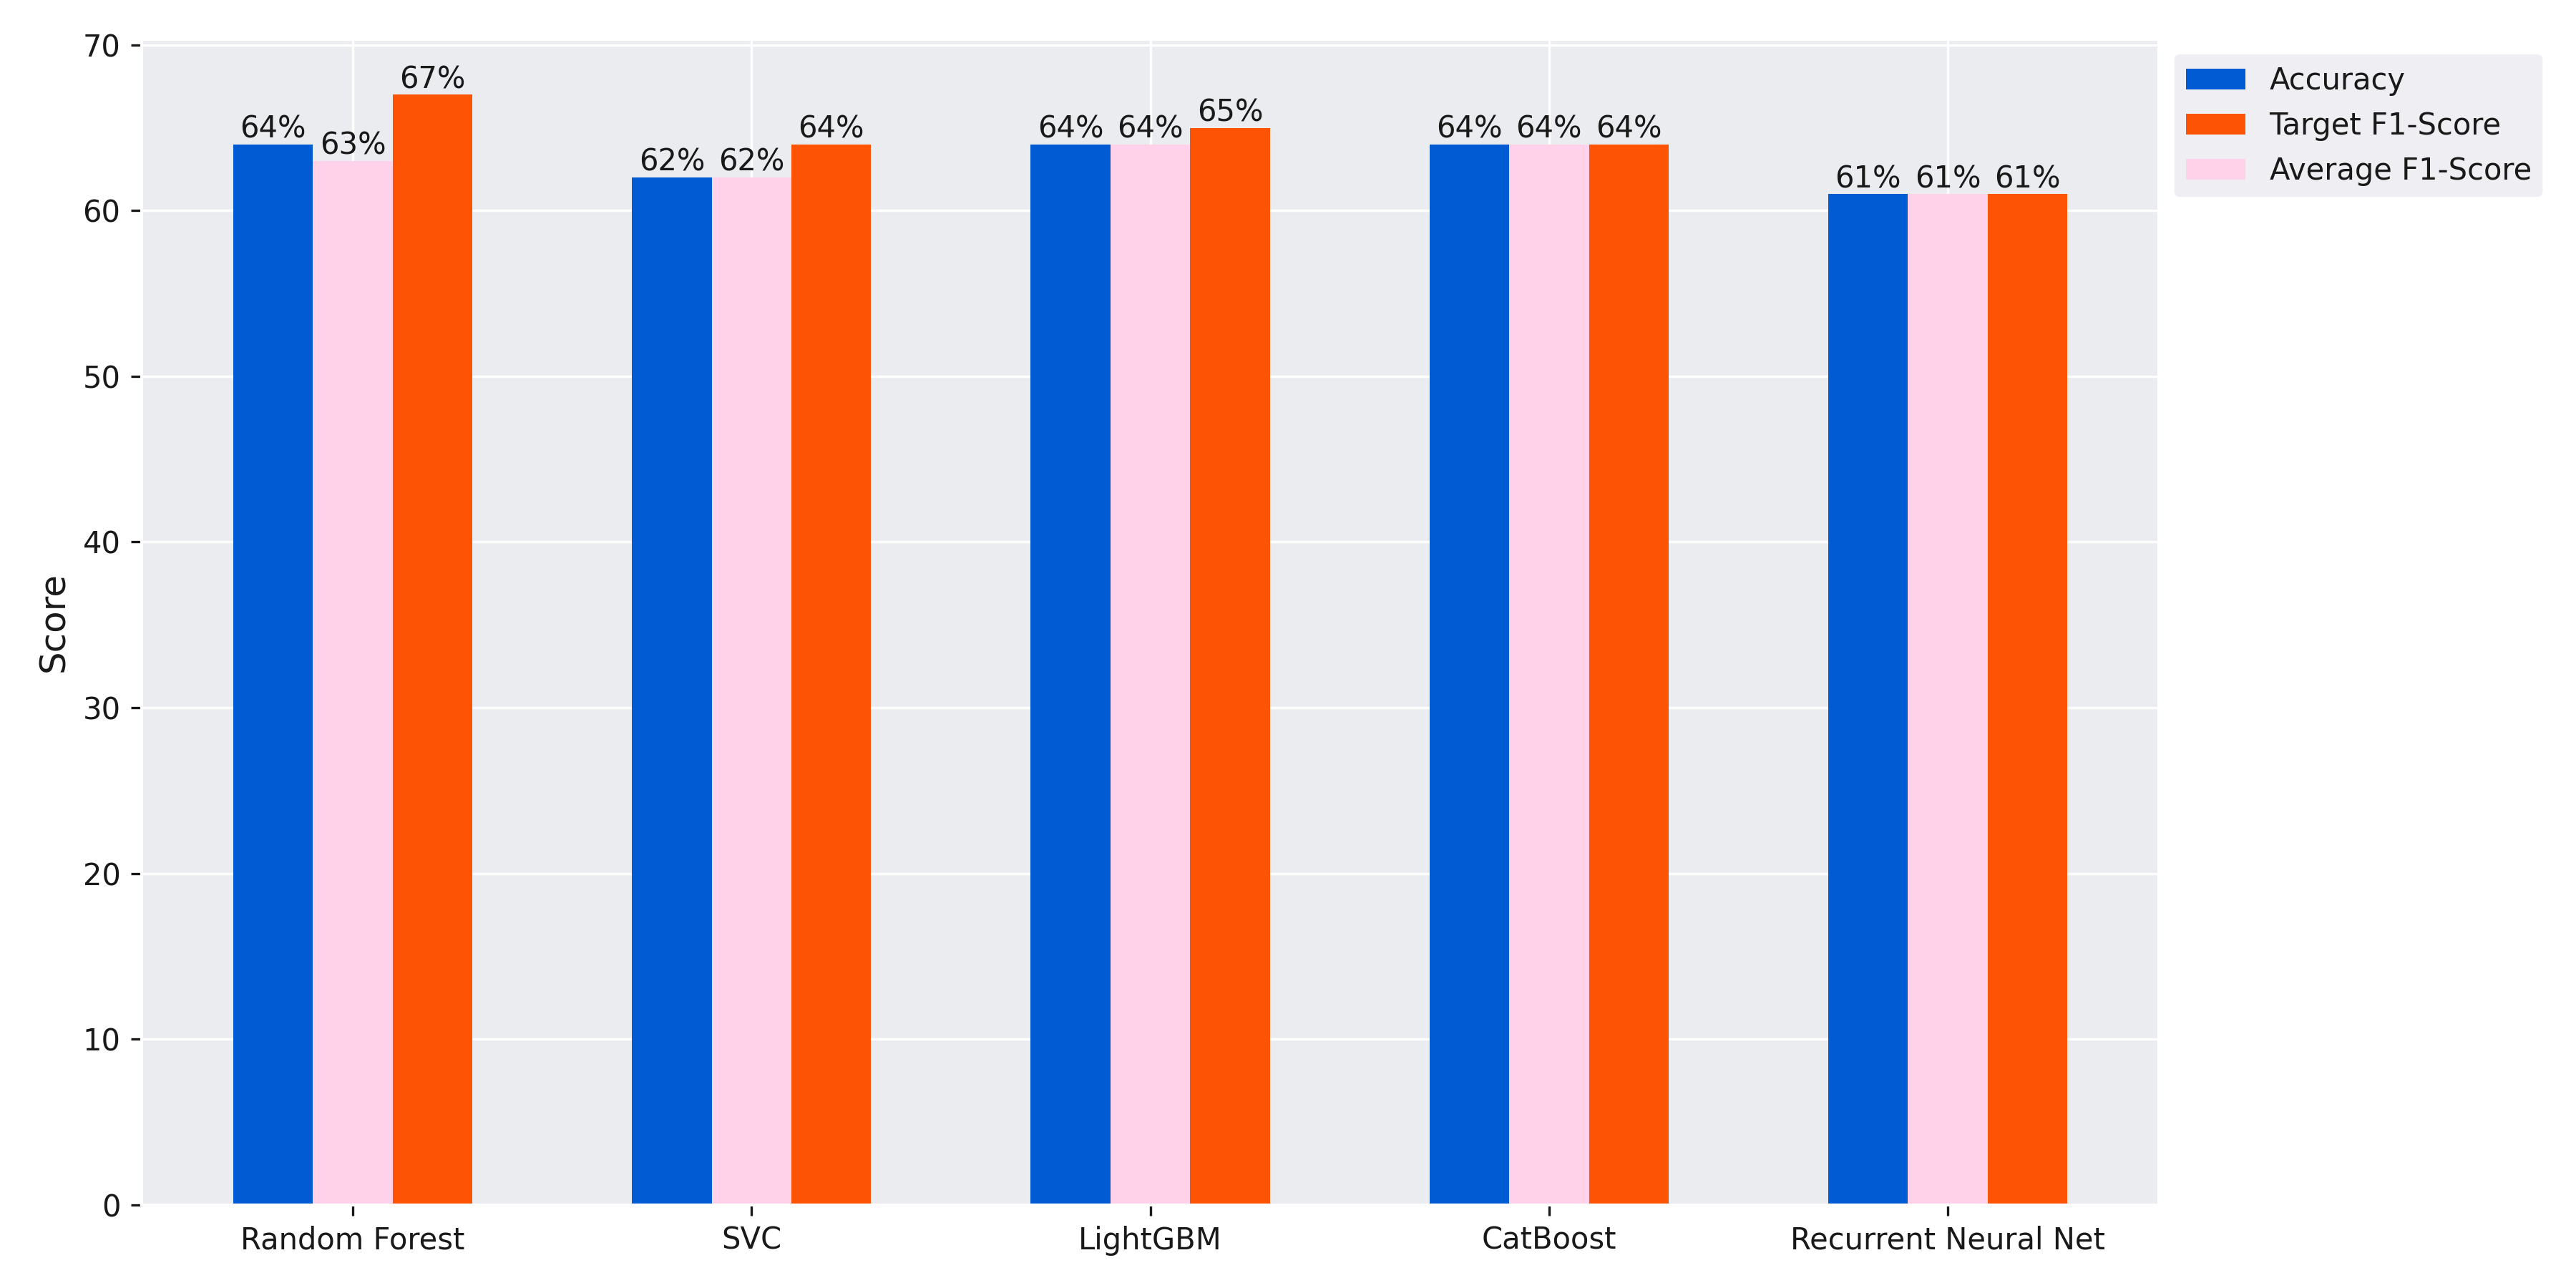 70
60
50
40
30
20
10
0
Score
64% 63% 67%
62% 62% 64%
64% 64% 65%
64% 64% 64%
61% 61% 61%
Random Forest
SVC
LightGBM
CatBoost
Recurrent Neural Net
Accuracy
Target F1-Score
Average F1-Score